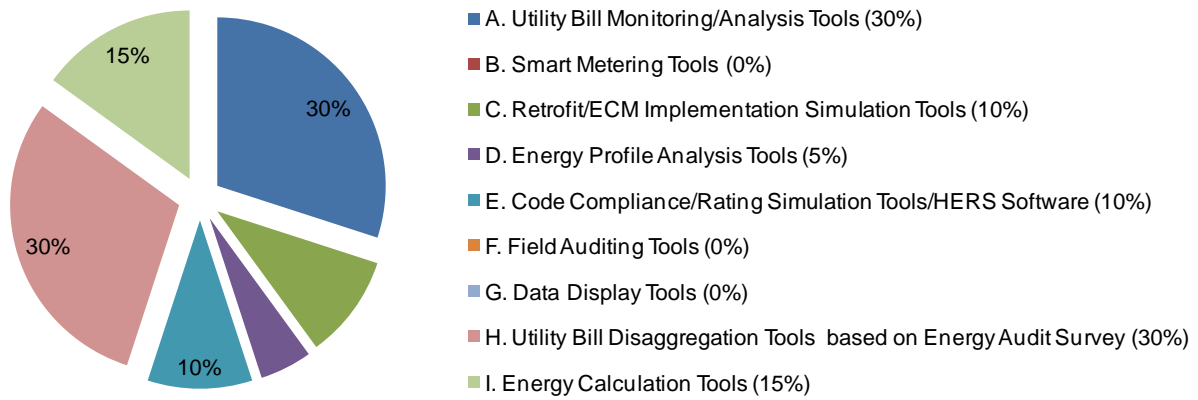 15%
30%
30%
10%
A. Utility Bill Monitoring/Analysis Tools (30%)
B. Smart Metering Tools (0%)
C. Retrofit/ECM Implementation Simulation Tools (10%)
D. Energy Profile Analysis Tools (5%)
E. Code Compliance/Rating Simulation Tools/HERS Software (10%)
F. Field Auditing Tools (0%)
G. Data Display Tools (0%)
H. Utility Bill Disaggregation Tools based on Energy Audit Survey (30%)
I. Energy Calculation Tools (15%)